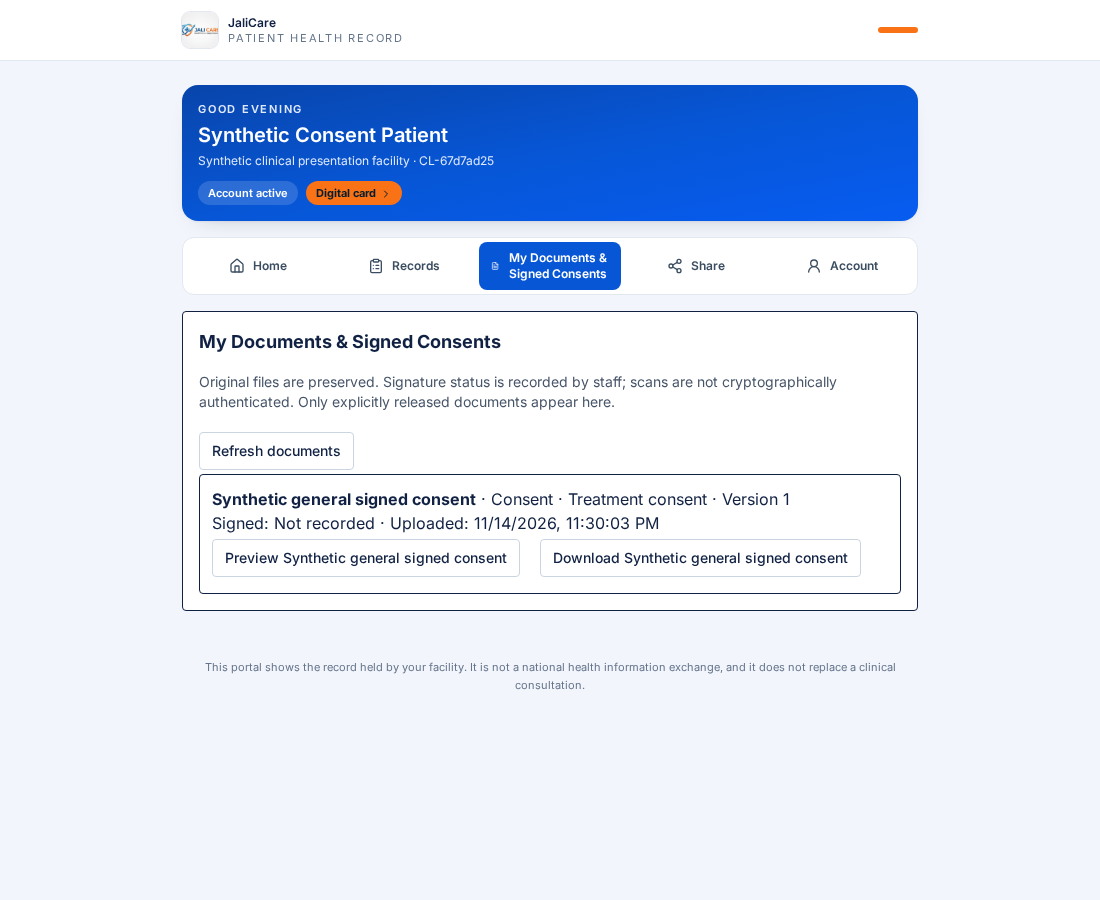 JALI CARE
JaliCare
PATIENT HEALTH RECORD
GOOD EVENING
Synthetic Consent Patient
Synthetic clinical presentation facility · CL-67d7ad25
Account active
Digital card
Home
Records
My Documents &
Signed Consents
Share
Account
My Documents & Signed Consents
Original files are preserved. Signature status is recorded by staff; scans are not cryptographically
authenticated. Only explicitly released documents appear here.
Refresh documents
Synthetic general signed consent · Consent · Treatment consent · Version 1
Signed: Not recorded · Uploaded: 11/14/2026, 11:30:03 PM
Preview Synthetic general signed consent
Download Synthetic general signed consent
This portal shows the record held by your facility. It is not a national health information exchange, and it does not replace a clinical
consultation.